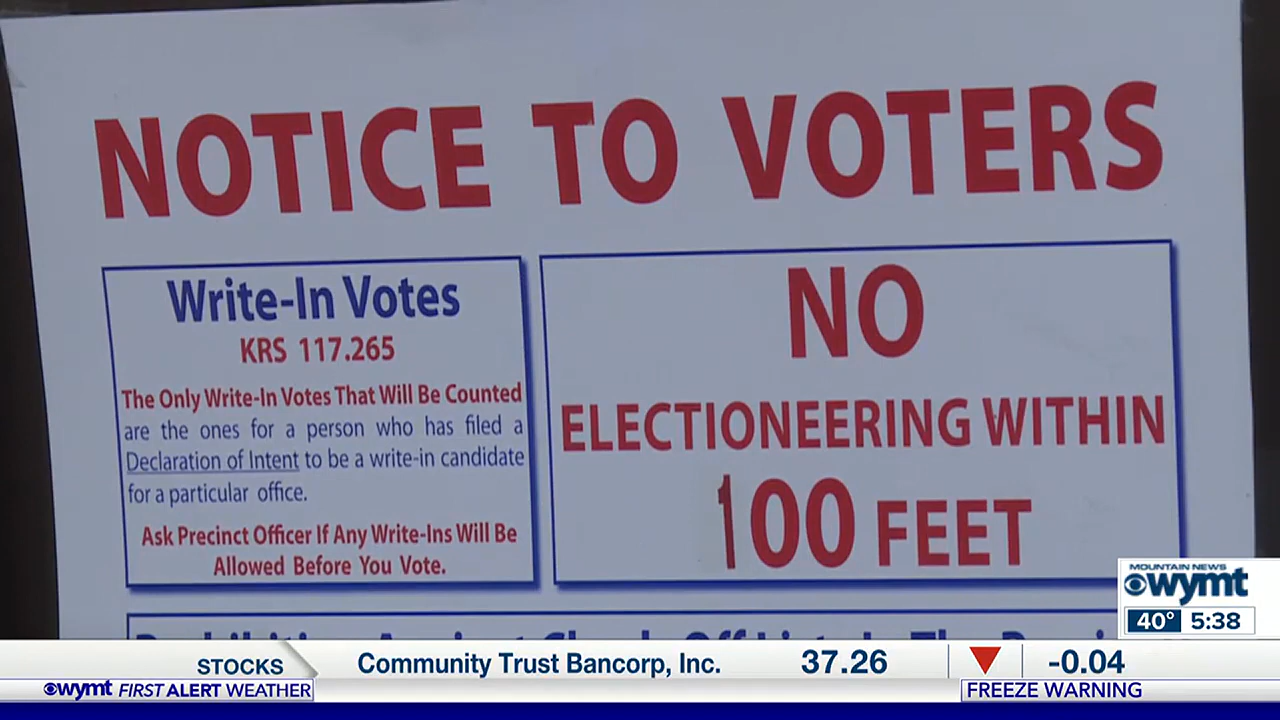 NOTICE TO VOTERS
Write-In Votes
KRS 117.265
The Only Write-In Votes That Will Be Counted
are the ones for a person who has filed a
Declaration of Intent to be a write-in candidate
for a particular office.
Ask Precinct Officer If Any Write-Ins Will Be
Allowed Before You Vote.
NO
ELECTIONEERING WITHIN
100 FEET
MOUNTAIN NEWS
wymt
40° 5:38
STOCKS Community Trust Bancorp, Inc. 37.26 -0.04
wymt FIRST ALERT WEATHER FREEZE WARNING